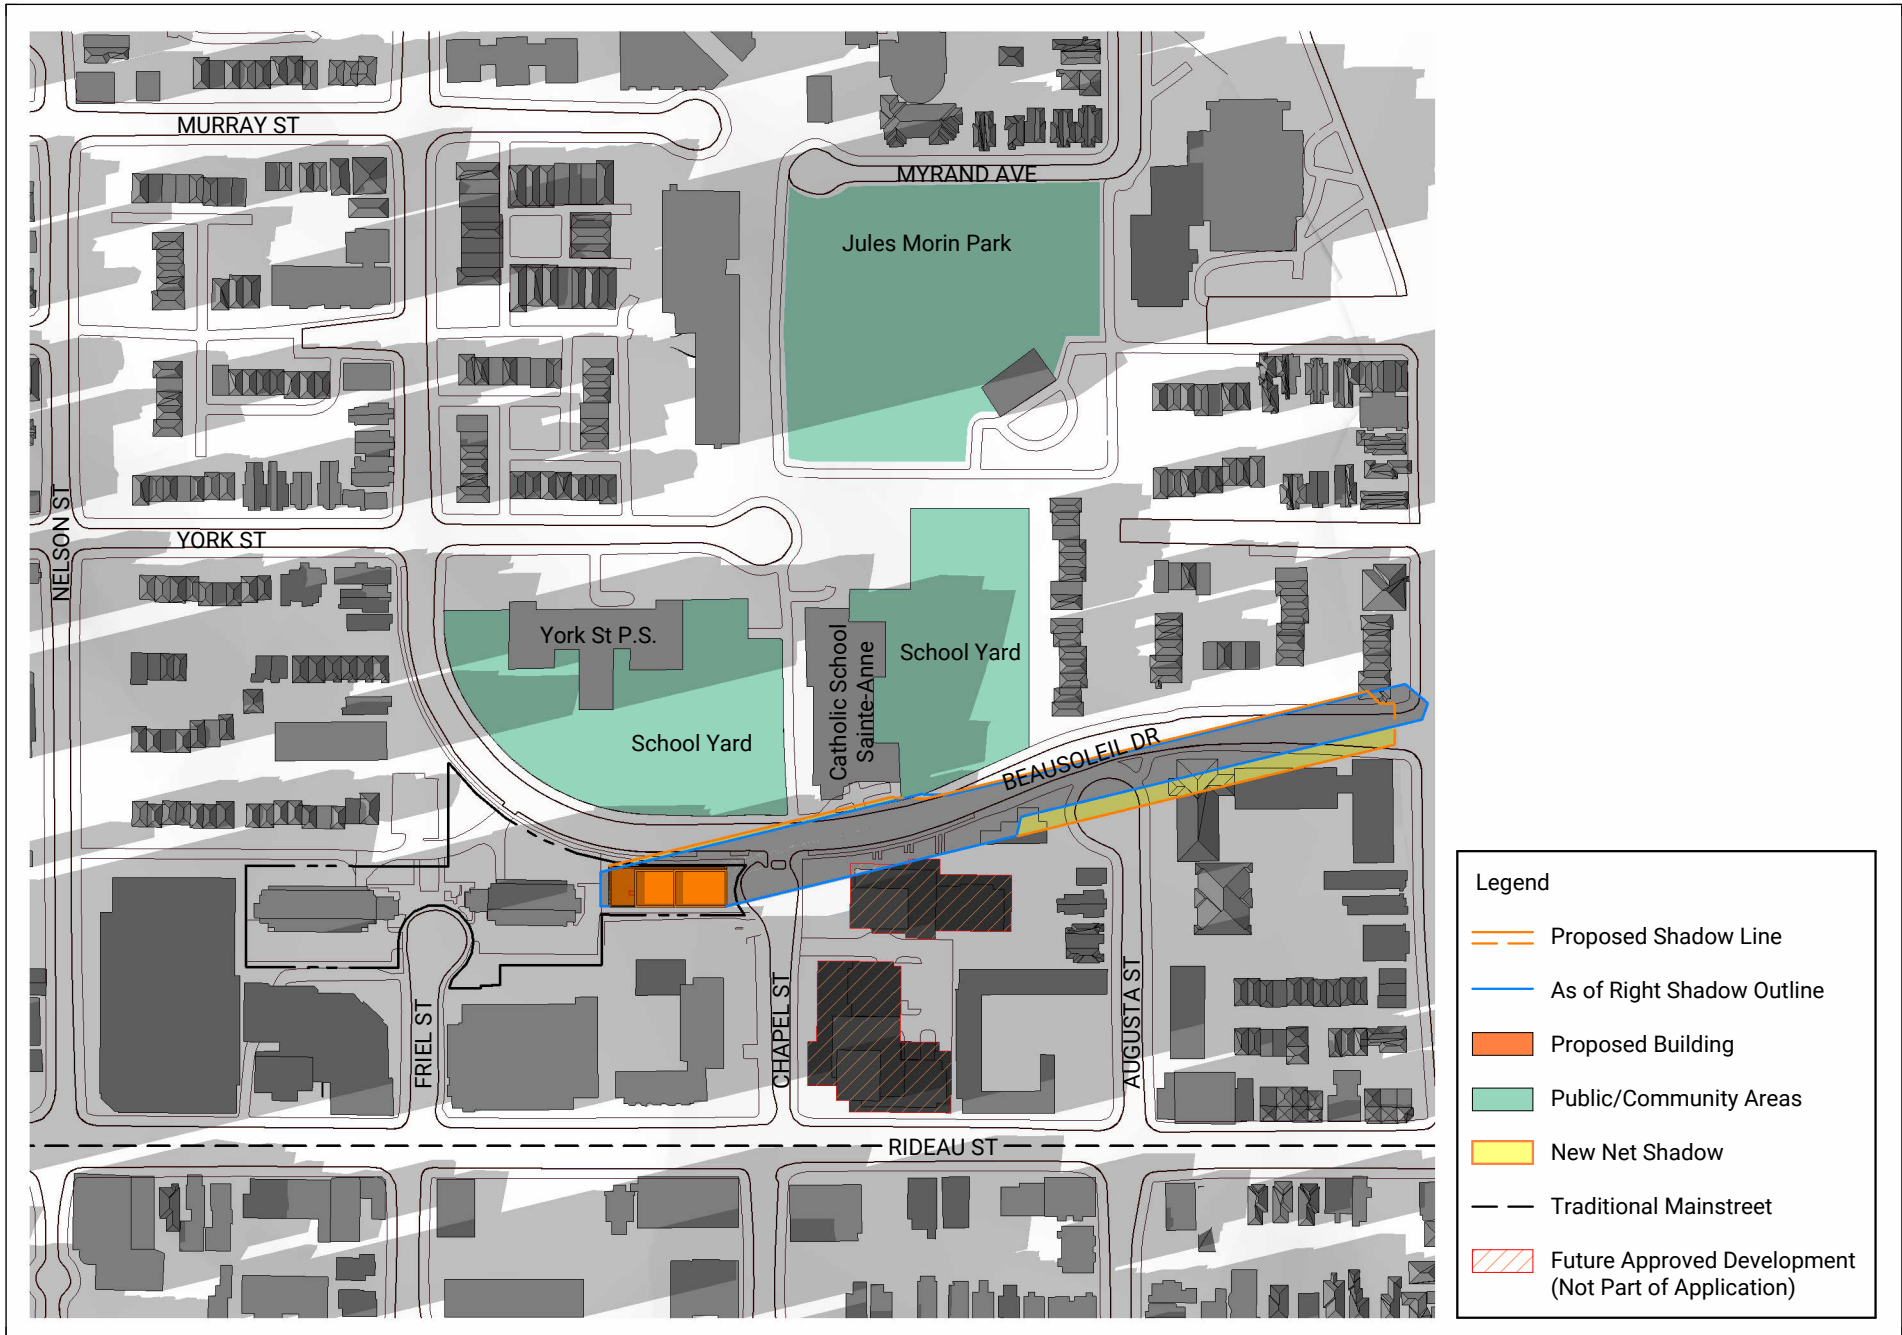 MURRAY ST
MYRAND AVE
Jules Morin Park
NELSON ST
YORK ST
York St P.S.
School Yard
Catholic School
Sainte-Anne
School Yard
BEAUSOLEIL DR
FRIEL ST
CHAPEL ST
AUGUSTA ST
RIDEAU ST
Legend
Proposed Shadow Line
As of Right Shadow Outline
Proposed Building
Public/Community Areas
New Net Shadow
Traditional Mainstreet
Future Approved Development
(Not Part of Application)